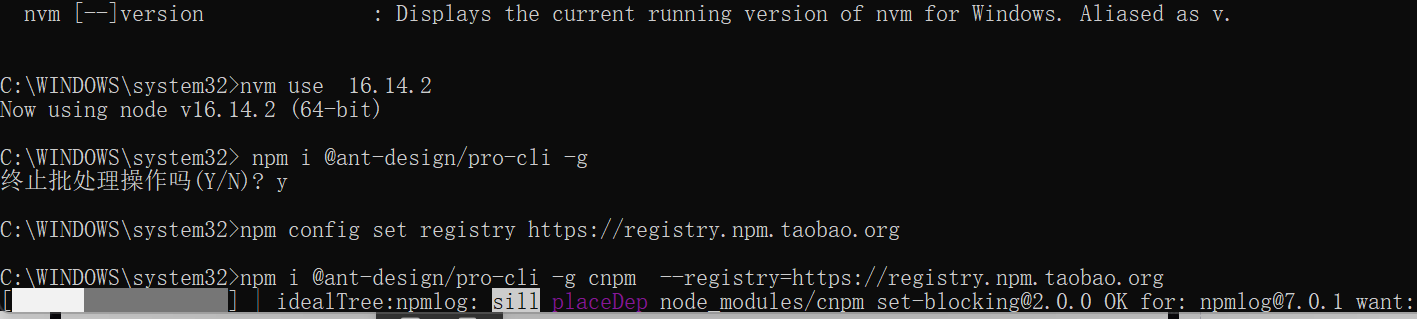 nvm [--]version : Displays the current running version of nvm for Windows. Aliased as v.
C:\WINDOWS\system32>nvm use  16.14.2
Now using node v16.14.2 (64-bit)
C:\WINDOWS\system32> npm i @ant-design/pro-cli -g
终止批处理操作吗(Y/N)? y
C:\WINDOWS\system32>npm config set registry https://registry.npm.taobao.org
C:\WINDOWS\system32>npm i @ant-design/pro-cli -g cnpm  --registry=https://registry.npm.taobao.org
[ ] | idealTree:npmlog: sill placeDep node_modules/cnpm set-blocking@2.0.0 OK for: npmlog@7.0.1 want: